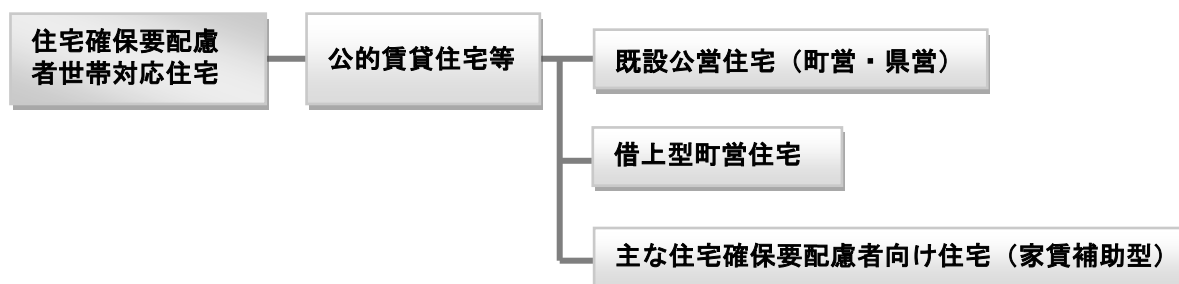 住宅確保要配慮
者世帯対応住宅
公的賃貸住宅等
既設公営住宅（町営・県営）
借上型町営住宅
主な住宅確保要配慮者向け住宅（家賃補助型）